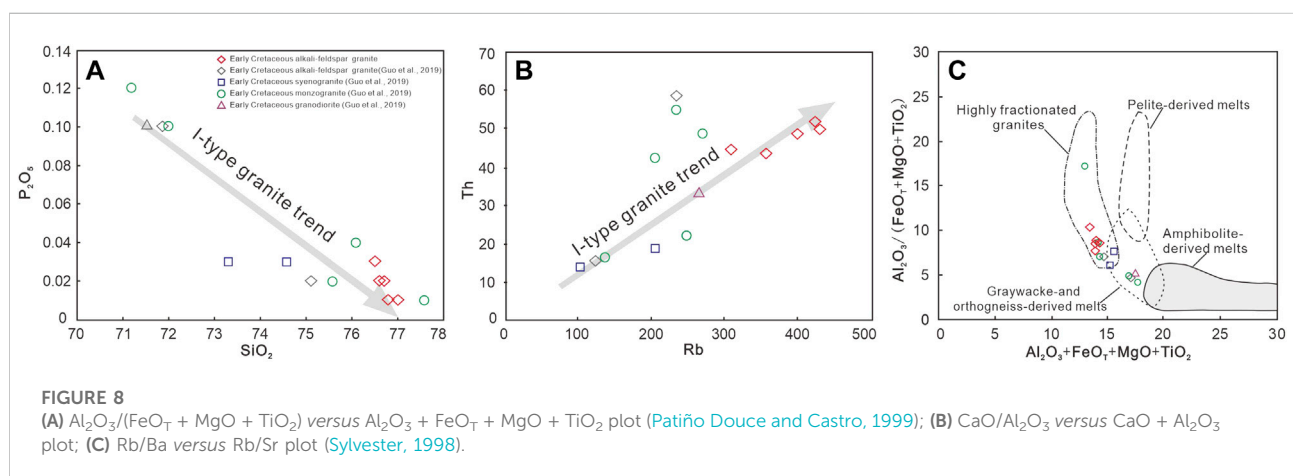 A
P₂O₅
0.14
0.12
0.10
0.08
0.06
0.04
0.02
0
70 71 72 73 74 75 76 77 78
SiO₂
Early Cretaceous alkali-feldspar granite
Early Cretaceous alkali-feldspar granite(Guo et al., 2019)
Early Cretaceous syenogranite (Guo et al., 2019)
Early Cretaceous monzogranite (Guo et al., 2019)
Early Cretaceous granodionite (Guo et al., 2019)
I-type granite trend
B
Th
70
60
50
40
30
20
10
0
0 100 200 300 400 500
Rb
I-type granite trend
C
Al₂O₃/ (FeO_T+MgO+TiO₂)
30
25
20
15
10
5
0
0 5 10 15 20 25 30
Al₂O₃+FeO_T+MgO+TiO₂
Highly fractionated
granites
Pelite-derived melts
Amphibolite-
derived melts
Graywacke-and
orthogneiss-derived melts
FIGURE 8
(A) Al₂O₃/(FeO_T + MgO + TiO₂) versus Al₂O₃ + FeO_T + MgO + TiO₂ plot (Patiño Douce and Castro, 1999); (B) CaO/Al₂O₃ versus CaO + Al₂O₃
plot; (C) Rb/Ba versus Rb/Sr plot (Sylvester, 1998).